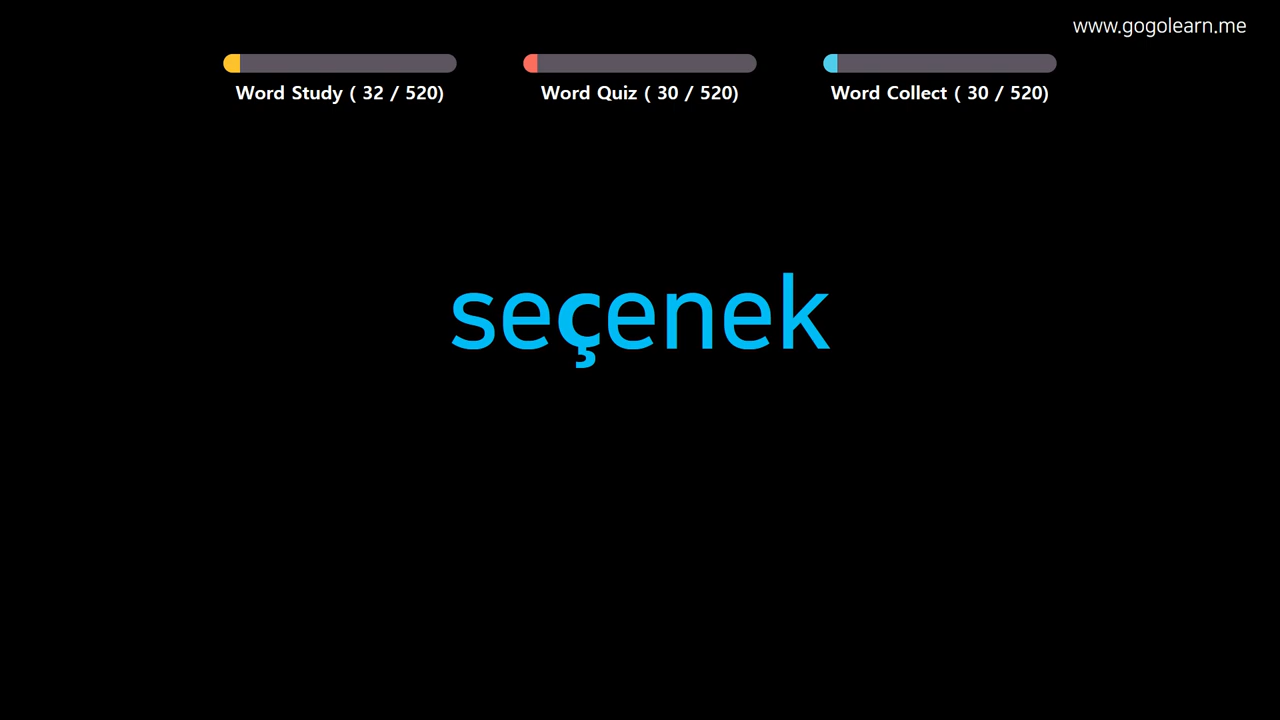 www.gogolearn.me
Word Study ( 32 / 520)
Word Quiz ( 30 / 520)
Word Collect ( 30 / 520)
seçenek